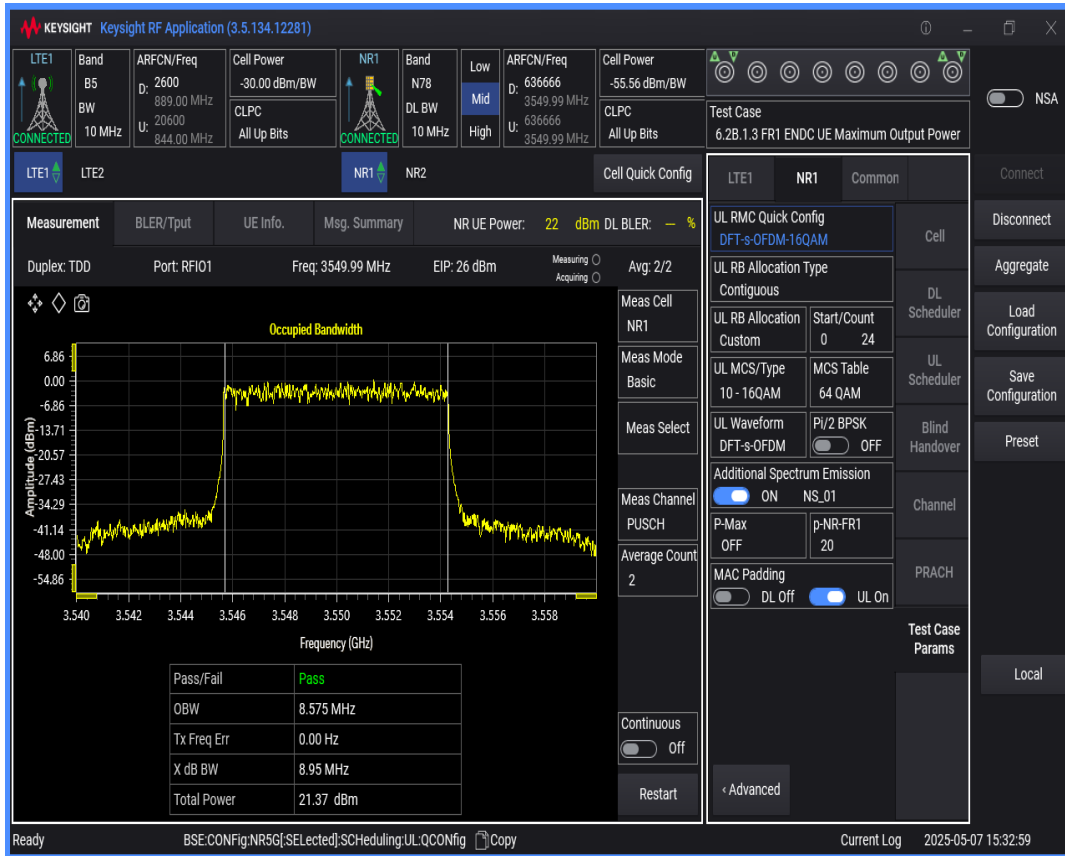 KEYSIGHT Keysight RF Application (3.5.134.12281)
LTE1 Band ARFCN/Freq Cell Power NR1 Band Low ARFCN/Freq Cell Power
B5 D: 2600 -30.00 dBm/BW N78 D: 636666 -55.56 dBm/BW
889.00 MHz 3549.99 MHz
BW CLPC DL BW Mid CLPC
CONNECTED 10 MHz U: 20600 All Up Bits CONNECTED 10 MHz High U: 636666 All Up Bits
844.00 MHz 3549.99 MHz
Test Case
6.2B.1.3 FR1 ENDC UE Maximum Output Power
NSA
LTE1 LTE2 NR1 NR2 Cell Quick Config
Measurement BLER/Tput UE Info. Msg. Summary NR UE Power: 22 dBm DL BLER: — %
Duplex: TDD Port: RFIO1 Freq: 3549.99 MHz EIP: 26 dBm Measuring Avg: 2/2
Acquiring
Occupied Bandwidth
Amplitude (dBm)
6.86
0.00
-6.86
-13.71
-20.57
-27.43
-34.29
-41.14
-48.00
-54.86
3.540 3.542 3.544 3.546 3.548 3.550 3.552 3.554 3.556 3.558
Frequency (GHz)
Pass/Fail Pass
OBW 8.575 MHz
Tx Freq Err 0.00 Hz
X dB BW 8.95 MHz
Total Power 21.37 dBm
Meas Cell
NR1
Meas Mode
Basic
Meas Select
Meas Channel
PUSCH
Average Count
2
Continuous
Off
Restart
LTE1 NR1 Common
UL RMC Quick Config
DFT-s-OFDM-16QAM
UL RB Allocation Type
Contiguous
UL RB Allocation Start/Count
Custom 0 24
UL MCS/Type MCS Table
10 - 16QAM 64 QAM
UL Waveform Pi/2 BPSK
DFT-s-OFDM OFF
Additional Spectrum Emission
ON NS_01
P-Max p-NR-FR1
OFF 20
MAC Padding
DL Off UL On
‹ Advanced
Cell
DL
Scheduler
UL
Scheduler
Blind
Handover
Channel
PRACH
Test Case
Params
Connect
Disconnect
Aggregate
Load
Configuration
Save
Configuration
Preset
Local
Ready BSE:CONFig:NR5G[:SELected]:SCHeduling:UL:QCONfig Copy Current Log 2025-05-07 15:32:59